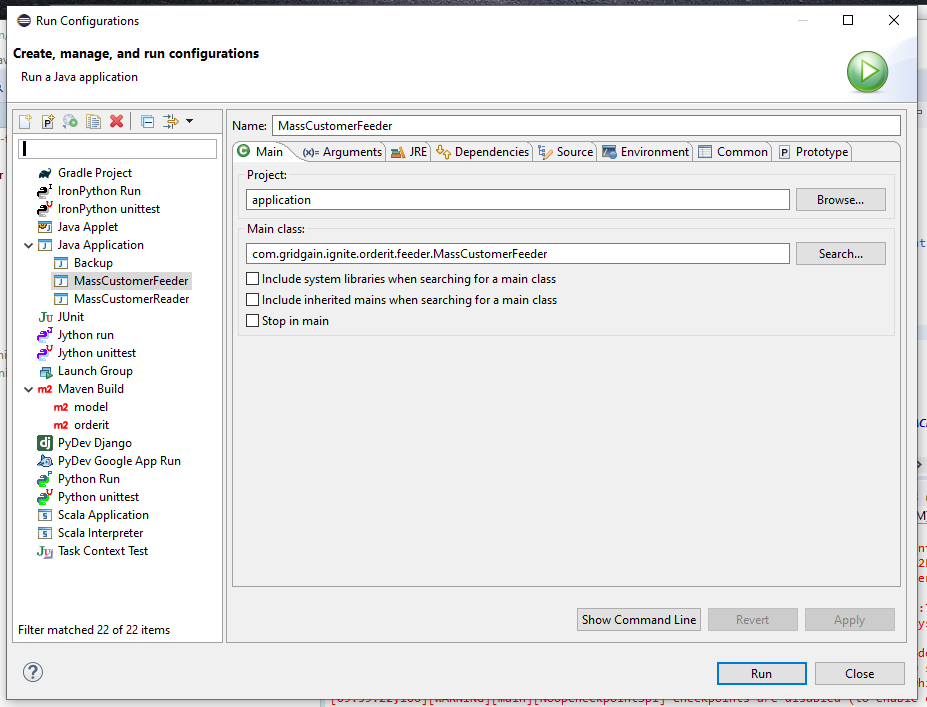 Run Configurations
Create, manage, and run configurations
Run a Java application
Name: MassCustomerFeeder
Main (x)= Arguments JRE Dependencies Source Environment Common P Prototype
Gradle Project
IronPython Run
IronPython unittest
Java Applet
Java Application
Backup
MassCustomerFeeder
MassCustomerReader
JUnit
Jython run
Jython unittest
Launch Group
Maven Build
m2 model
m2 orderit
PyDev Django
PyDev Google App Run
Python Run
Python unittest
Scala Application
Scala Interpreter
Task Context Test
Filter matched 22 of 22 items
Project:
application
Browse...
Main class:
com.gridgain.ignite.orderit.feeder.MassCustomerFeeder
Search...
Include system libraries when searching for a main class
Include inherited mains when searching for a main class
Stop in main
Show Command Line Revert Apply
Run Close